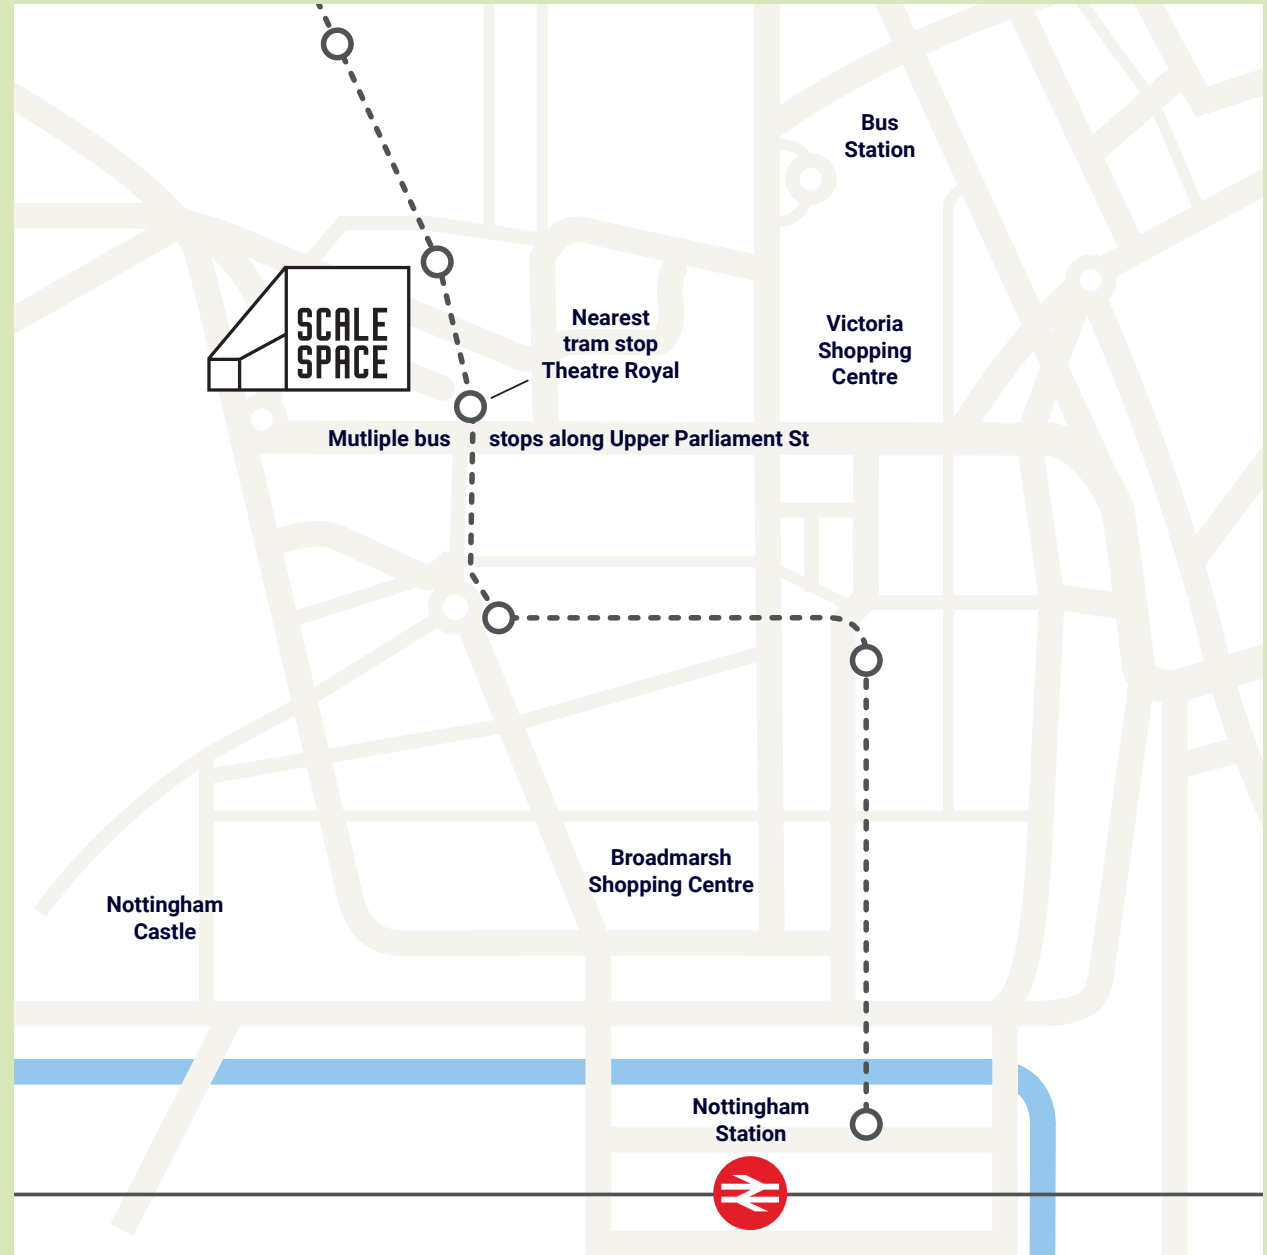 Bus
Station
SCALE
SPACE
Nearest
tram stop
Theatre Royal
Victoria
Shopping
Centre
Mutliple bus stops along Upper Parliament St
Broadmarsh
Shopping Centre
Nottingham
Castle
Nottingham
Station